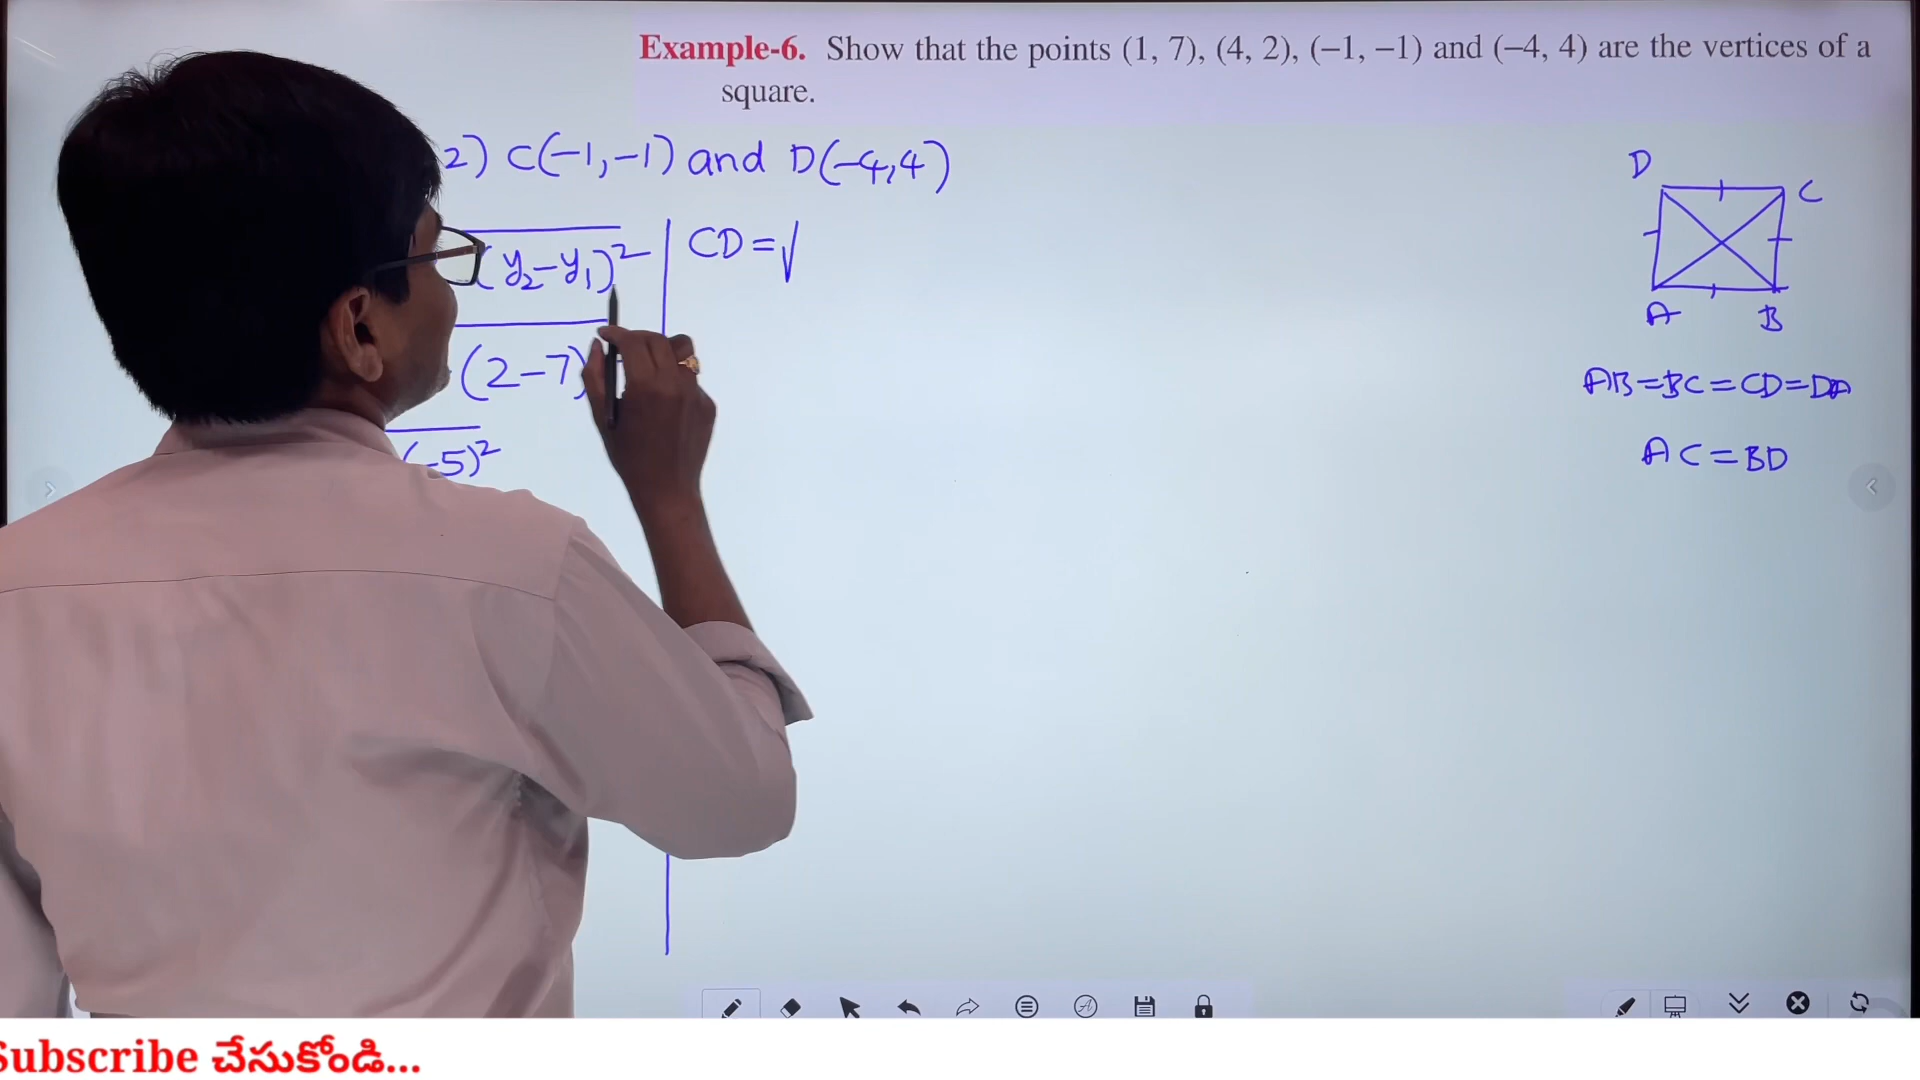 Example-6. Show that the points (1, 7), (4, 2), (−1, −1) and (−4, 4) are the vertices of a
square.
2) C(-1,-1) and D(-4,4)
(y₂-y₁)²
CD=√
(2-7)
(-5)²
D
C
A
B
AB=BC=CD=DA
AC=BD
Subscribe చేసుకోండి...